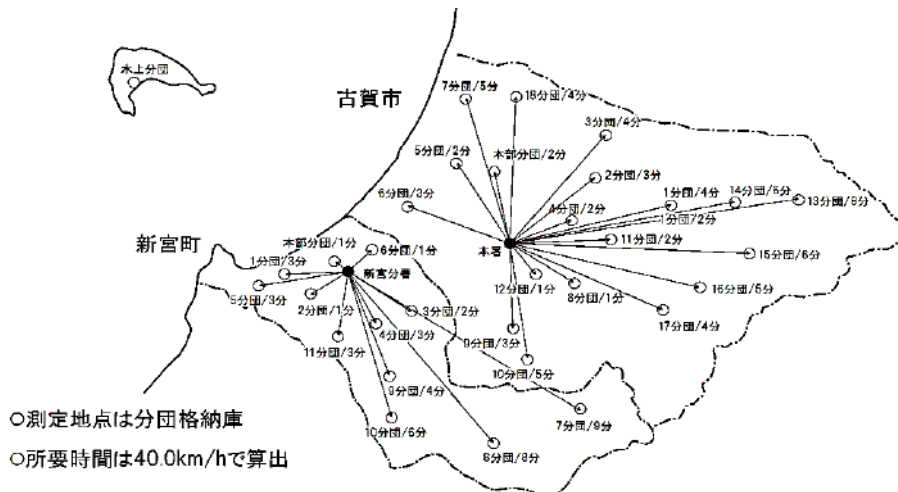 水上分団
古賀市
7分団/5分
18分団/4分
3分団/4分
5分団/2分
本部分団/2分
2分団/3分
6分団/3分
1分団/4分
14分団/6分
13分団/8分
4分団/2分
11分団/2分
本署
15分団/6分
12分団/1分
8分団/1分
16分団/5分
17分団/4分
9分団/3分
10分団/5分
新宮町
本部分団/1分
6分団/1分
1分団/3分
新宮分署
5分団/3分
2分団/1分
3分団/2分
4分団/3分
11分団/3分
9分団/4分
10分団/6分
7分団/9分
8分団/8分
○測定地点は分団格納庫
○所要時間は40.0km/hで算出